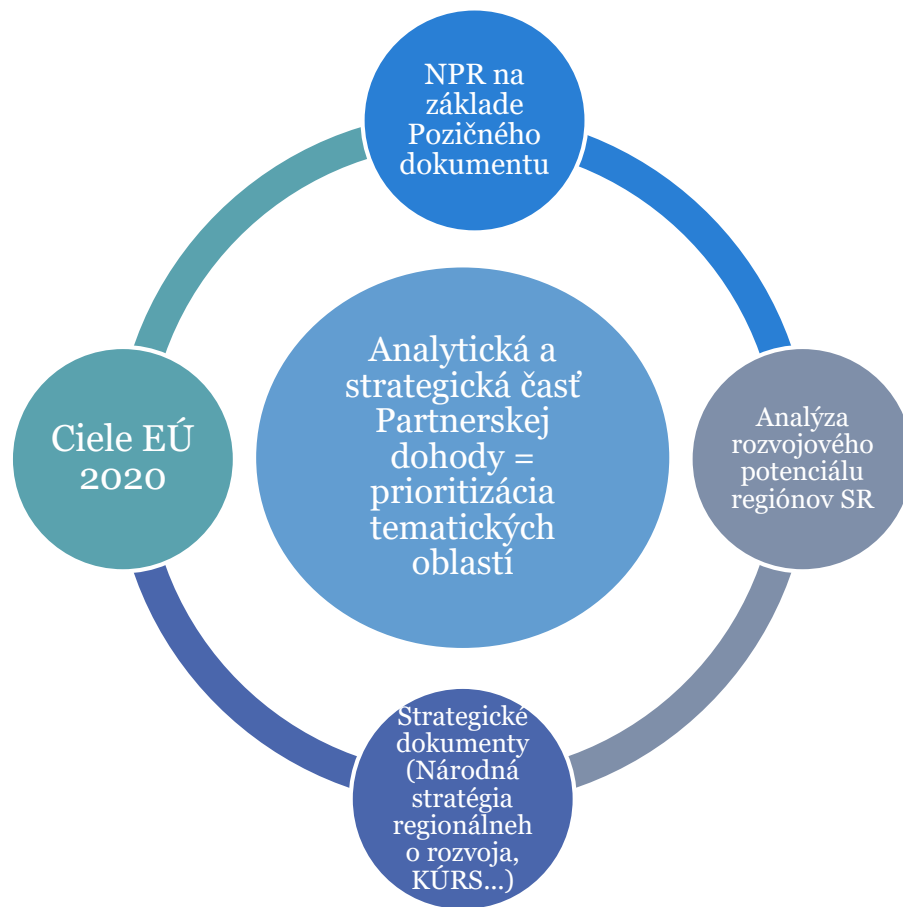 NPR na
základe
Pozičného
dokumentu
Analytická a
strategická časť
Partnerskej
dohody =
prioritizácia
tematických
oblastí
Ciele EÚ
2020
Analýza
rozvojového
potenciálu
regiónov SR
Strategické
dokumenty
(Národná
stratégia
regionálneh
o rozvoja,
KÚRS...)